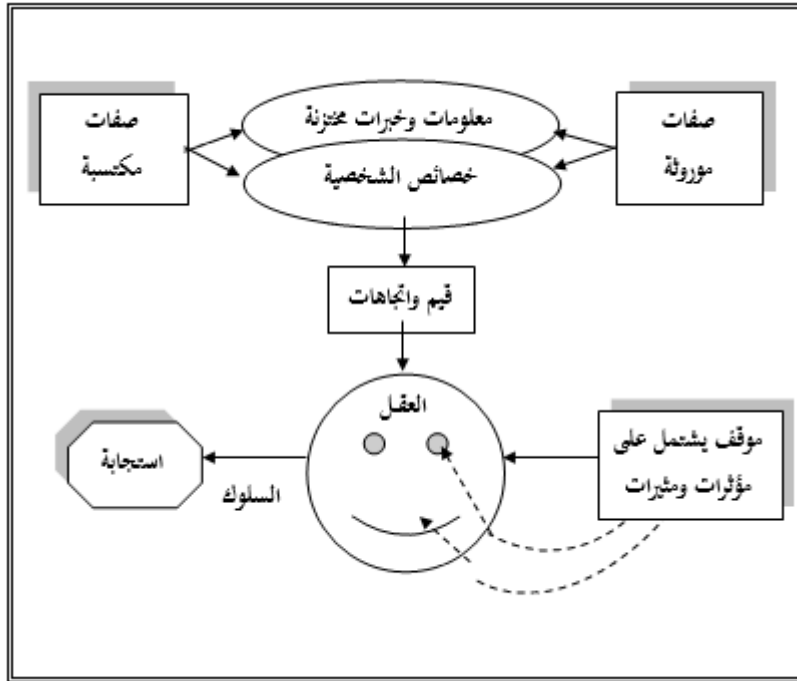 معلومات وخبرات مختزنة
صفات
موروثة
صفات
مكتسبة
خصائص الشخصية
قيم واتجاهات
العقل
موقف يشتمل على
مؤثرات ومثيرات
السلوك
استجابة